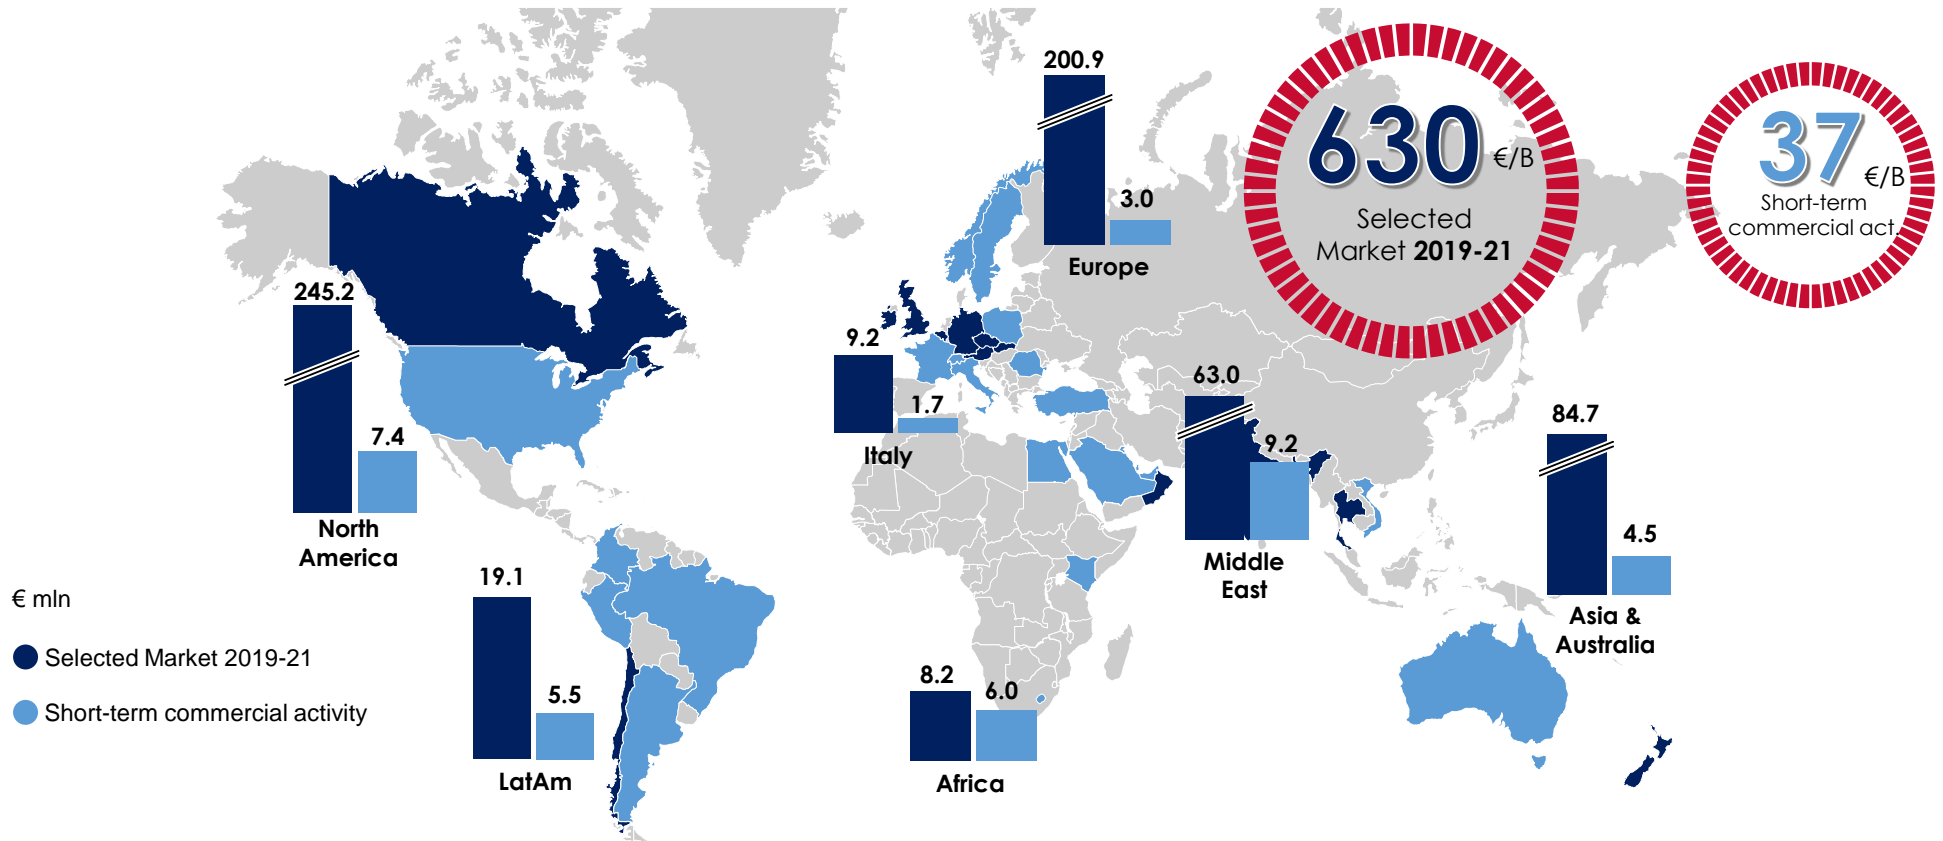 200.9
3.0
Europe
630 €/B
Selected
Market 2019-21
37 €/B
Short-term
commercial act.
245.2
7.4
North
America
9.2
1.7
Italy
63.0
9.2
Middle
East
84.7
4.5
Asia &
Australia
19.1
5.5
LatAm
8.2
6.0
Africa
€ mln
Selected Market 2019-21
Short-term commercial activity